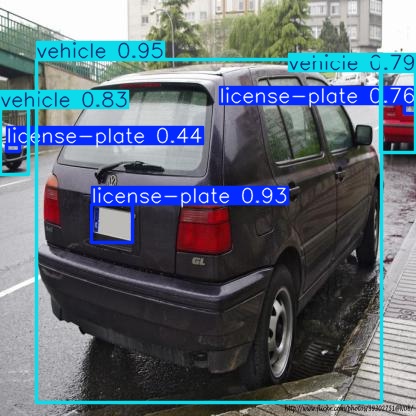 vehicle 0.95
vehicle 0.79
license-plate 0.76
vehicle 0.83
license-plate 0.44
license-plate 0.93
GL